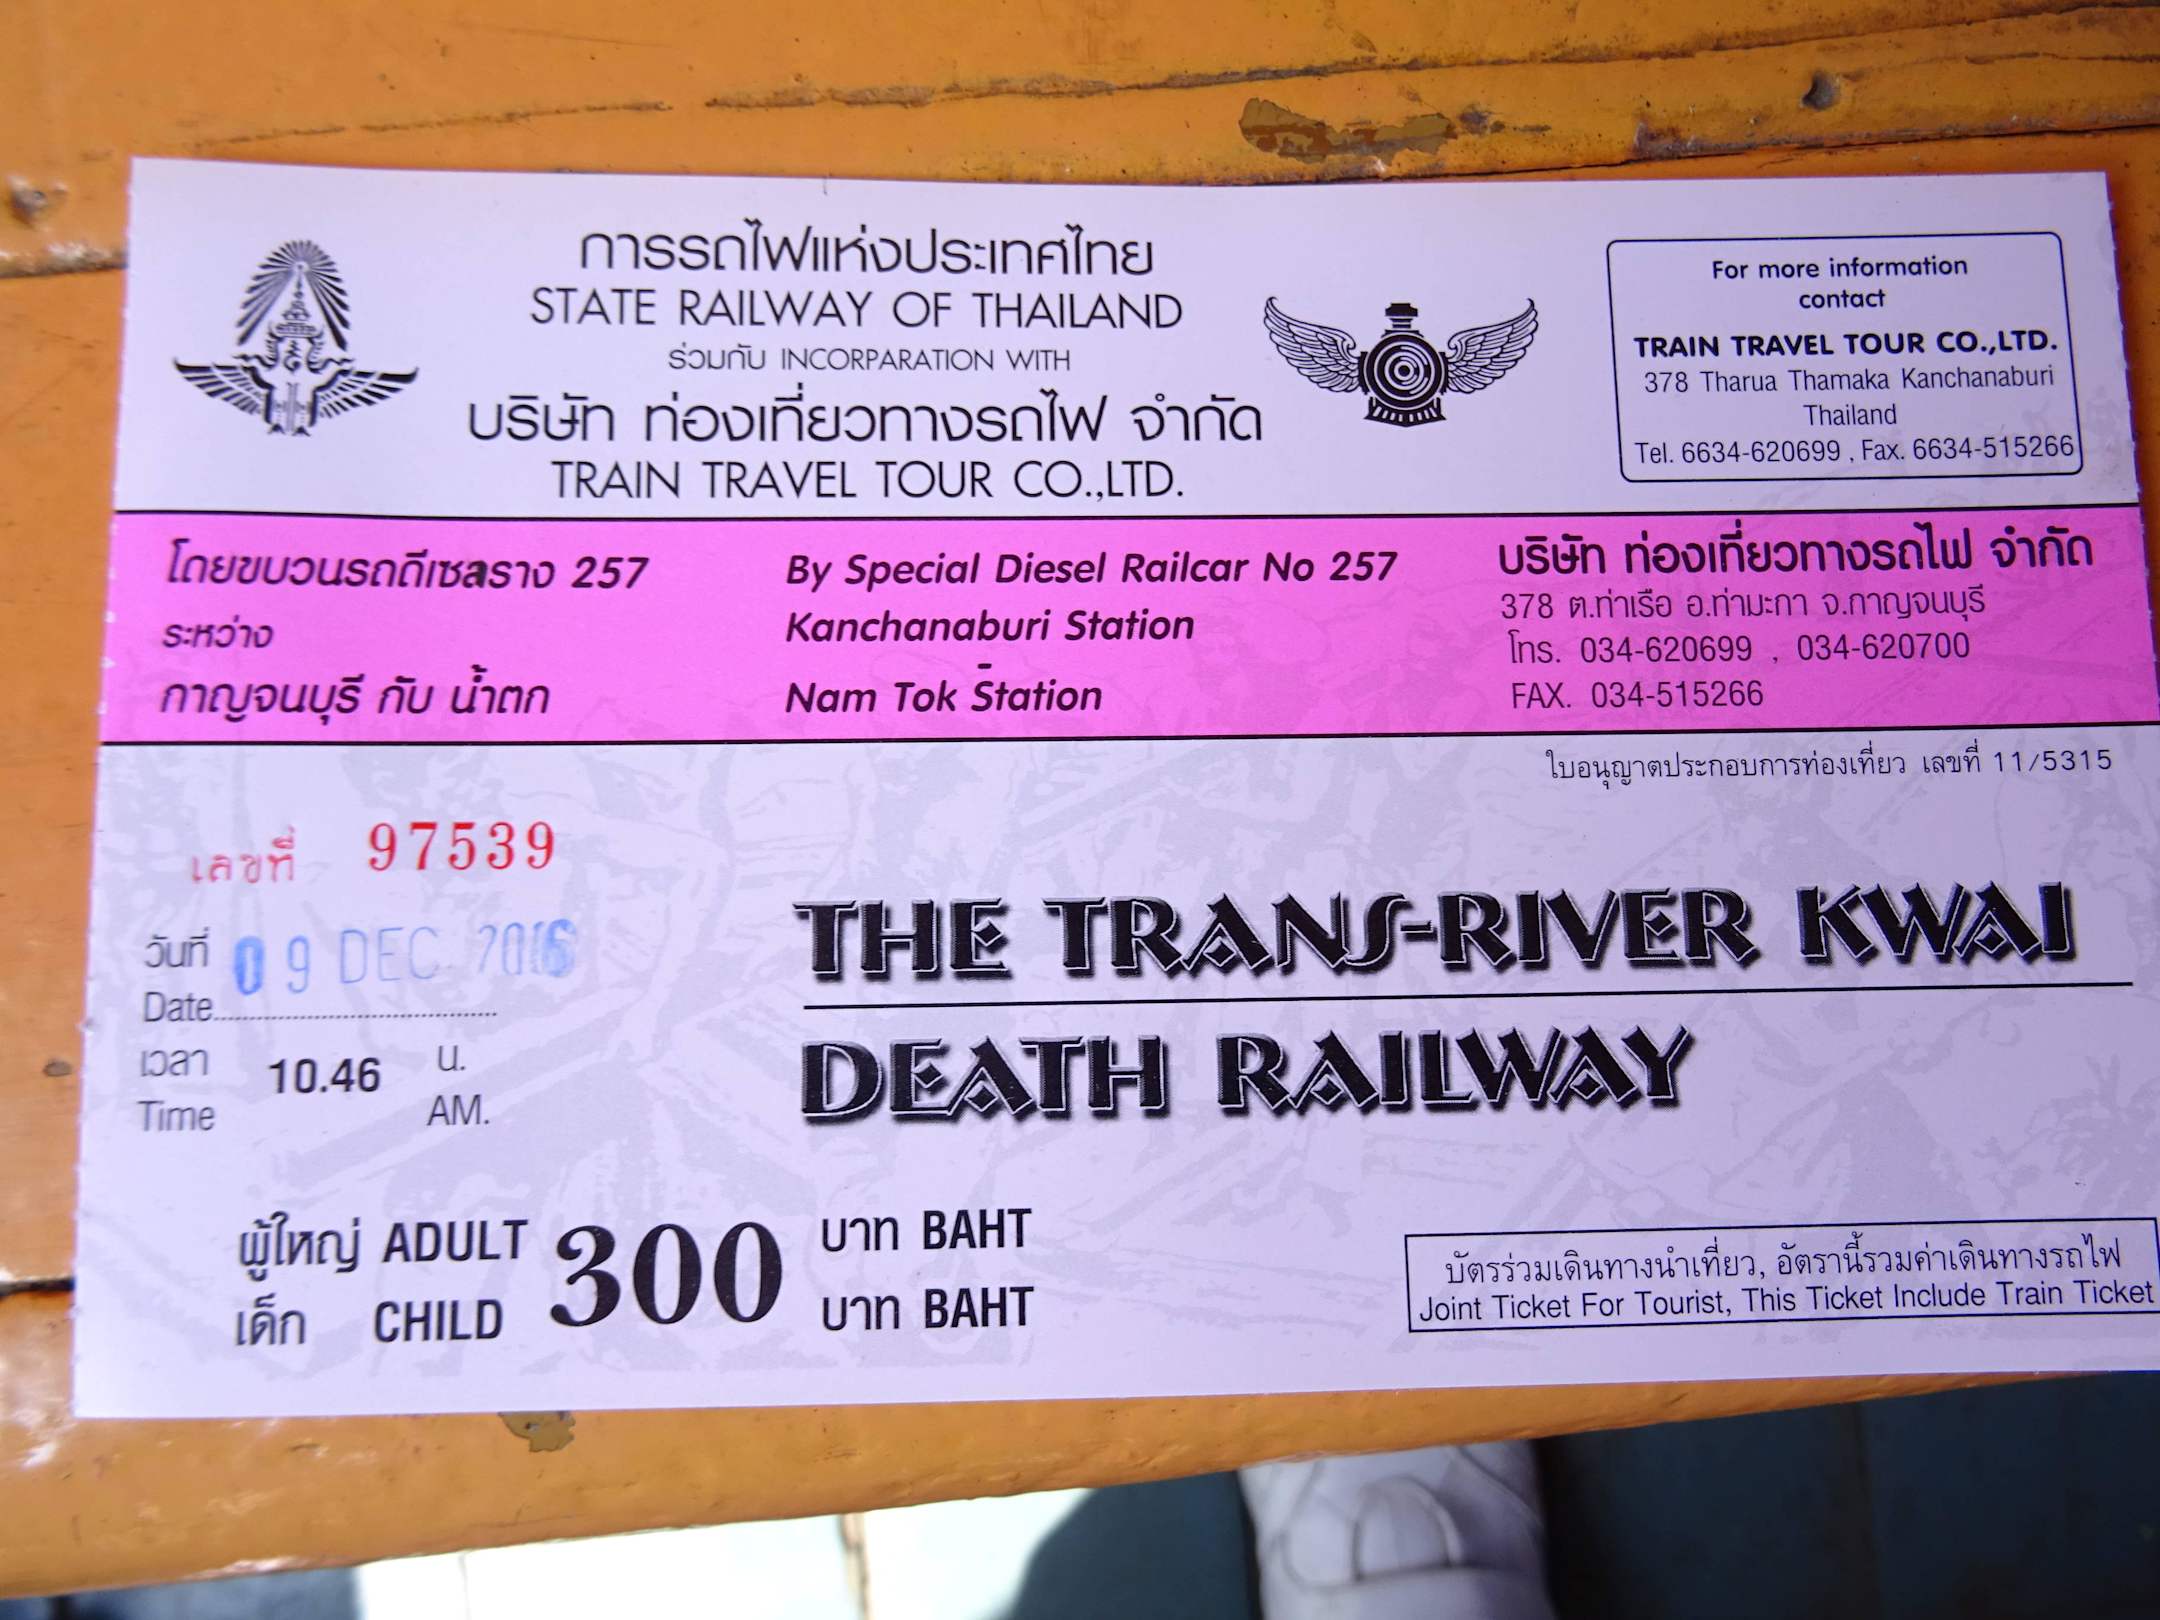 การรถไฟแห่งประเทศไทย
STATE RAILWAY OF THAILAND
ร่วมกับ INCORPARATION WITH
บริษัท ท่องเที่ยวทางรถไฟ จำกัด
TRAIN TRAVEL TOUR CO.,LTD.
For more information
contact
TRAIN TRAVEL TOUR CO.,LTD.
378 Tharua Thamaka Kanchanaburi
Thailand
Tel. 6634-620699 , Fax. 6634-515266
โดยขบวนรถดีเซลราง 257
ระหว่าง
กาญจนบุรี กับ น้ำตก
By Special Diesel Railcar No 257
Kanchanaburi Station
-
Nam Tok Station
บริษัท ท่องเที่ยวทางรถไฟ จำกัด
378 ต.ท่าเรือ อ.ท่ามะกา จ.กาญจนบุรี
โทร. 034-620699 , 034-620700
FAX. 034-515266
ใบอนุญาตประกอบการท่องเที่ยว เลขที่ 11/5315
เลขที่ 97539
วันที่ 09 DEC 2016
Date
เวลา 10.46 น.
Time AM.
THE TRANS-RIVER KWAI
DEATH RAILWAY
ผู้ใหญ่ ADULT 300 บาท BAHT
เด็ก CHILD บาท BAHT
บัตรร่วมเดินทางนำเที่ยว, อัตรานี้รวมค่าเดินทางรถไฟ
Joint Ticket For Tourist, This Ticket Include Train Ticket